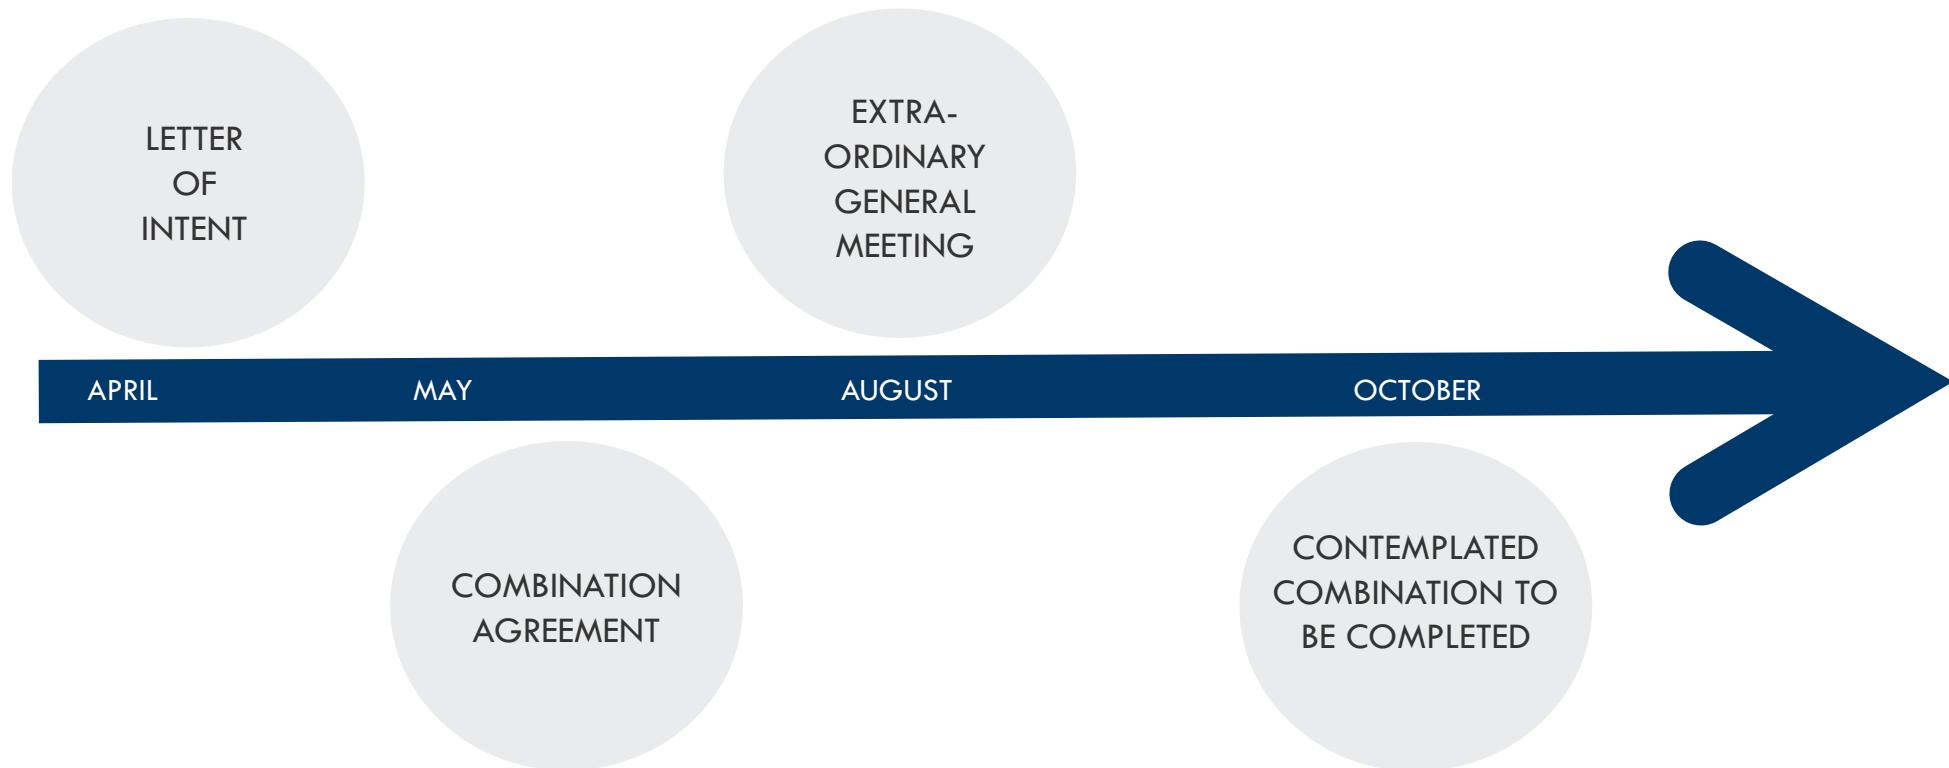 LETTER
OF
INTENT
EXTRA-
ORDINARY
GENERAL
MEETING
APRIL
MAY
AUGUST
OCTOBER
COMBINATION
AGREEMENT
CONTEMPLATED
COMBINATION TO
BE COMPLETED